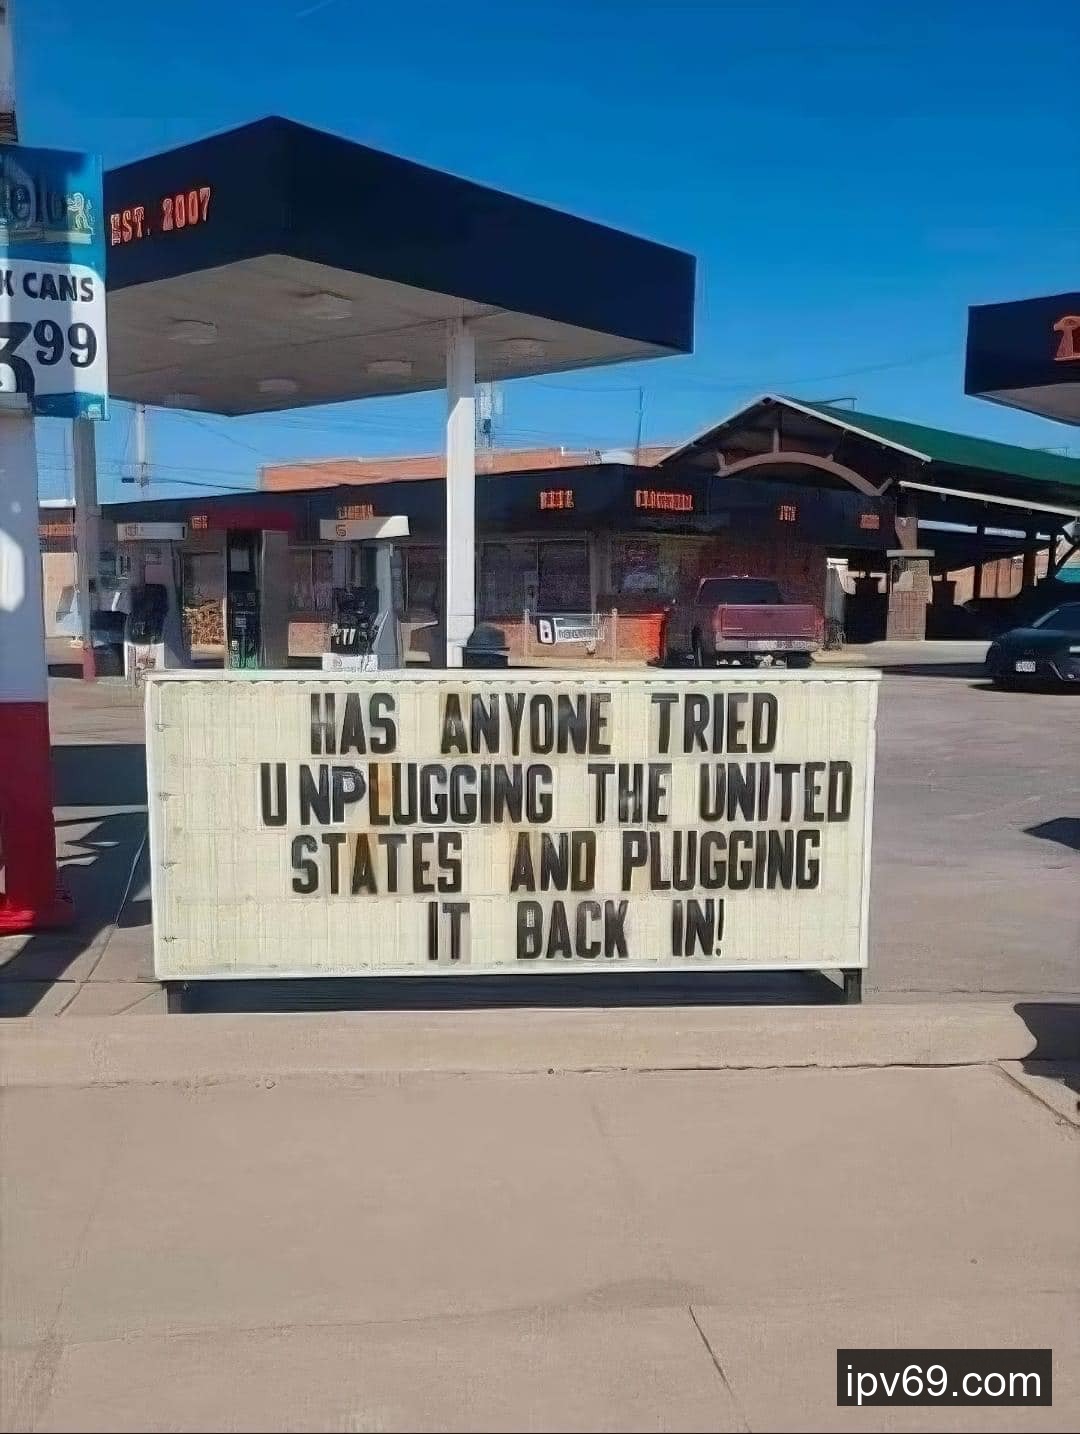 EST. 2007
K CANS
399
HAS ANYONE TRIED
UNPLUGGING THE UNITED
STATES AND PLUGGING
IT BACK IN!
ipv69.com